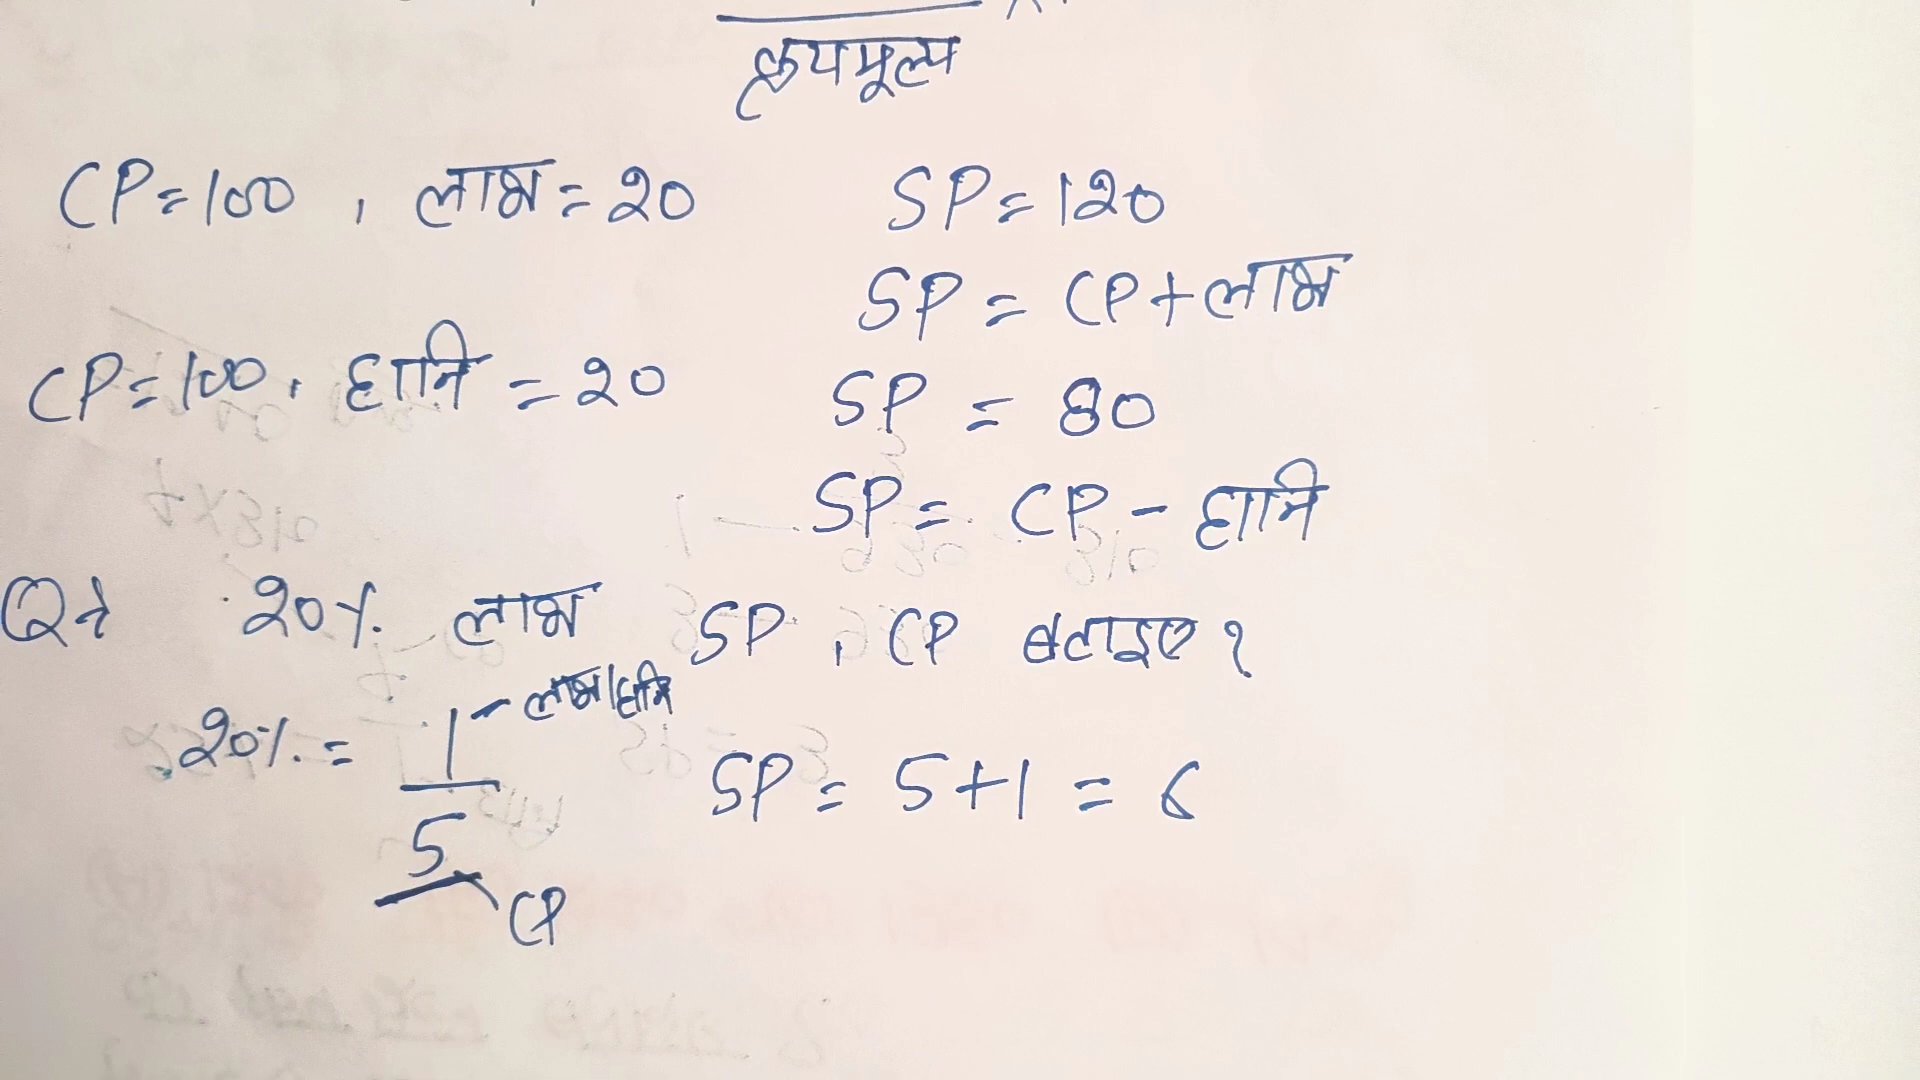 क्रयमूल्य
CP=100, लाभ=20 SP=120
SP = CP+लाभ
CP=100, हानि = 20 SP = 80
SP = CP - हानि
Q→ 20% लाभ SP, CP बताइए?
20% = 1/5 - लाभ/हानि SP = 5+1 = 6
CP